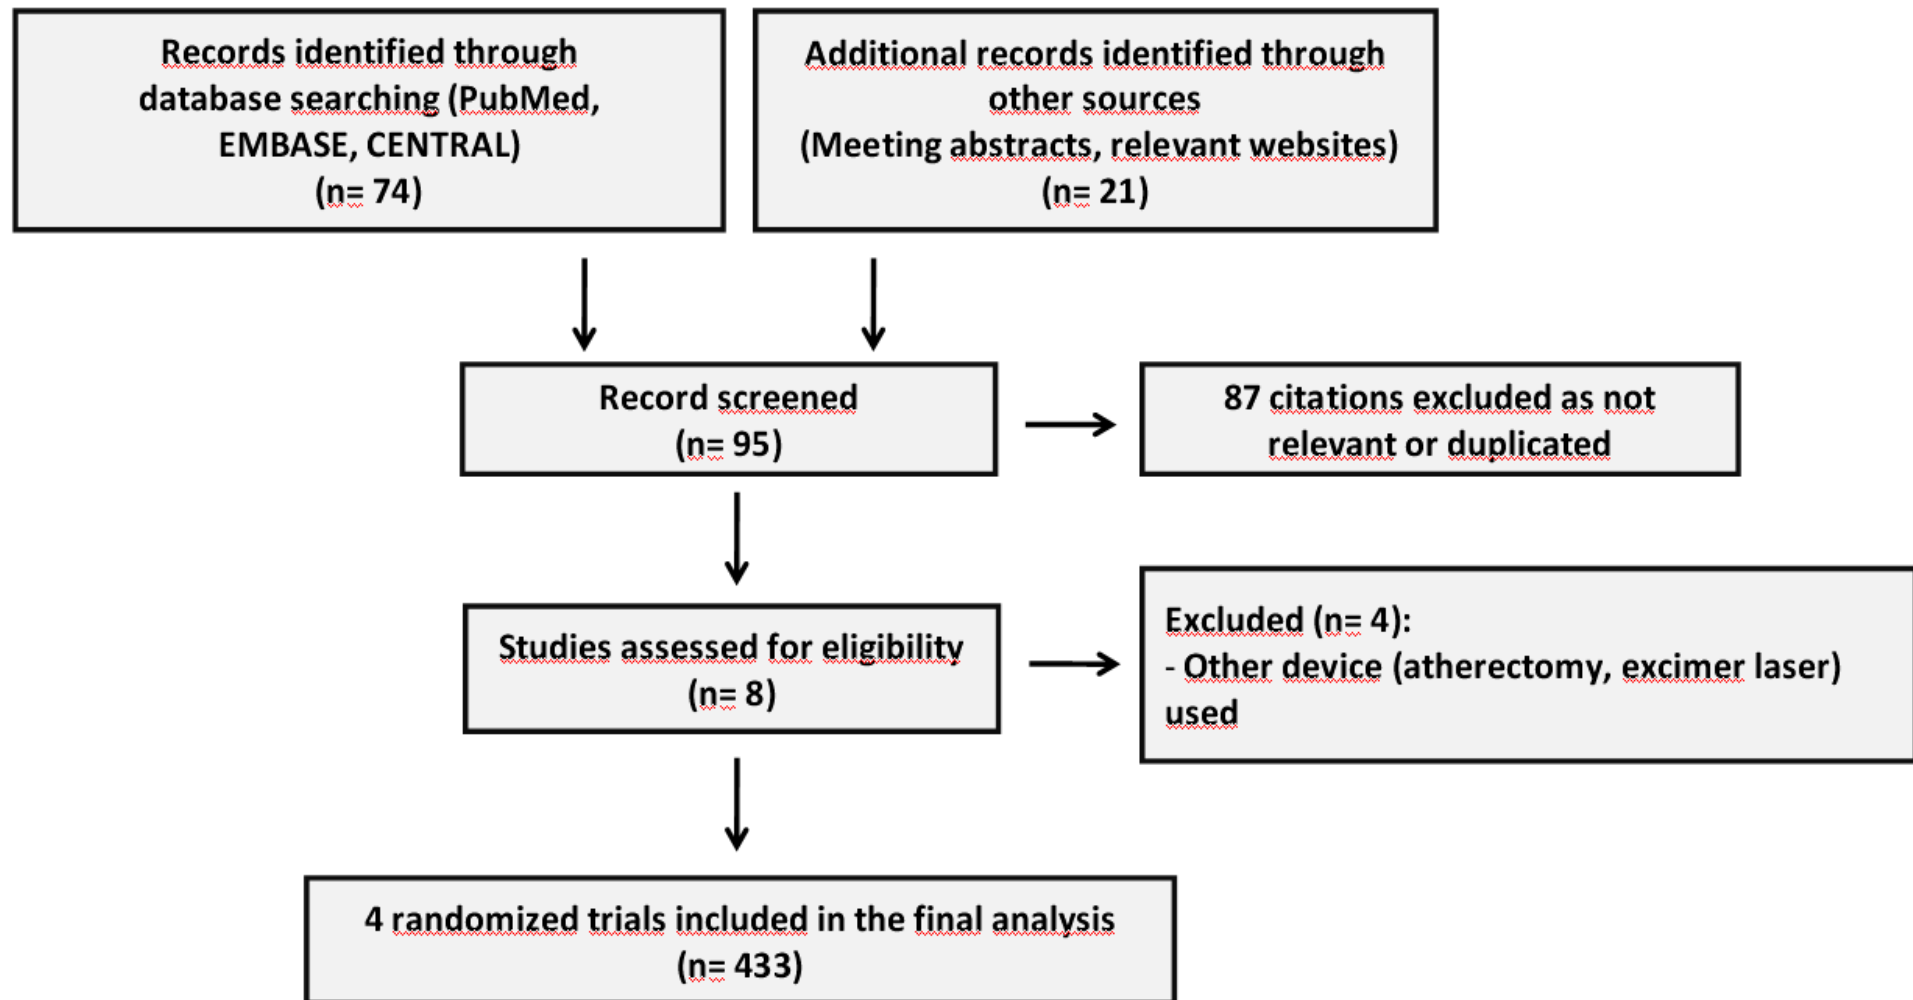 Records identified through
database searching (PubMed,
EMBASE, CENTRAL)
(n= 74)
Additional records identified through
other sources
(Meeting abstracts, relevant websites)
(n= 21)
Record screened
(n= 95)
87 citations excluded as not
relevant or duplicated
Studies assessed for eligibility
(n= 8)
Excluded (n= 4):
- Other device (atherectomy, excimer laser)
used
4 randomized trials included in the final analysis
(n= 433)